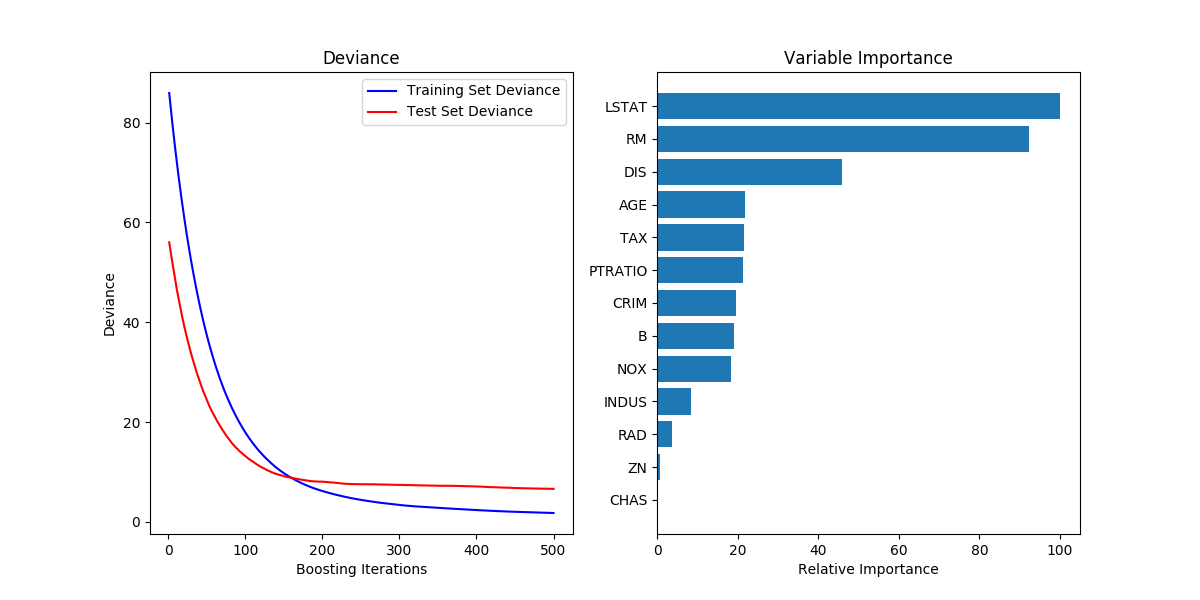 Deviance
Training Set Deviance
Test Set Deviance
80
60
40
20
0
Deviance
0 100 200 300 400 500
Boosting Iterations
Variable Importance
LSTAT
RM
DIS
AGE
TAX
PTRATIO
CRIM
B
NOX
INDUS
RAD
ZN
CHAS
0 20 40 60 80 100
Relative Importance